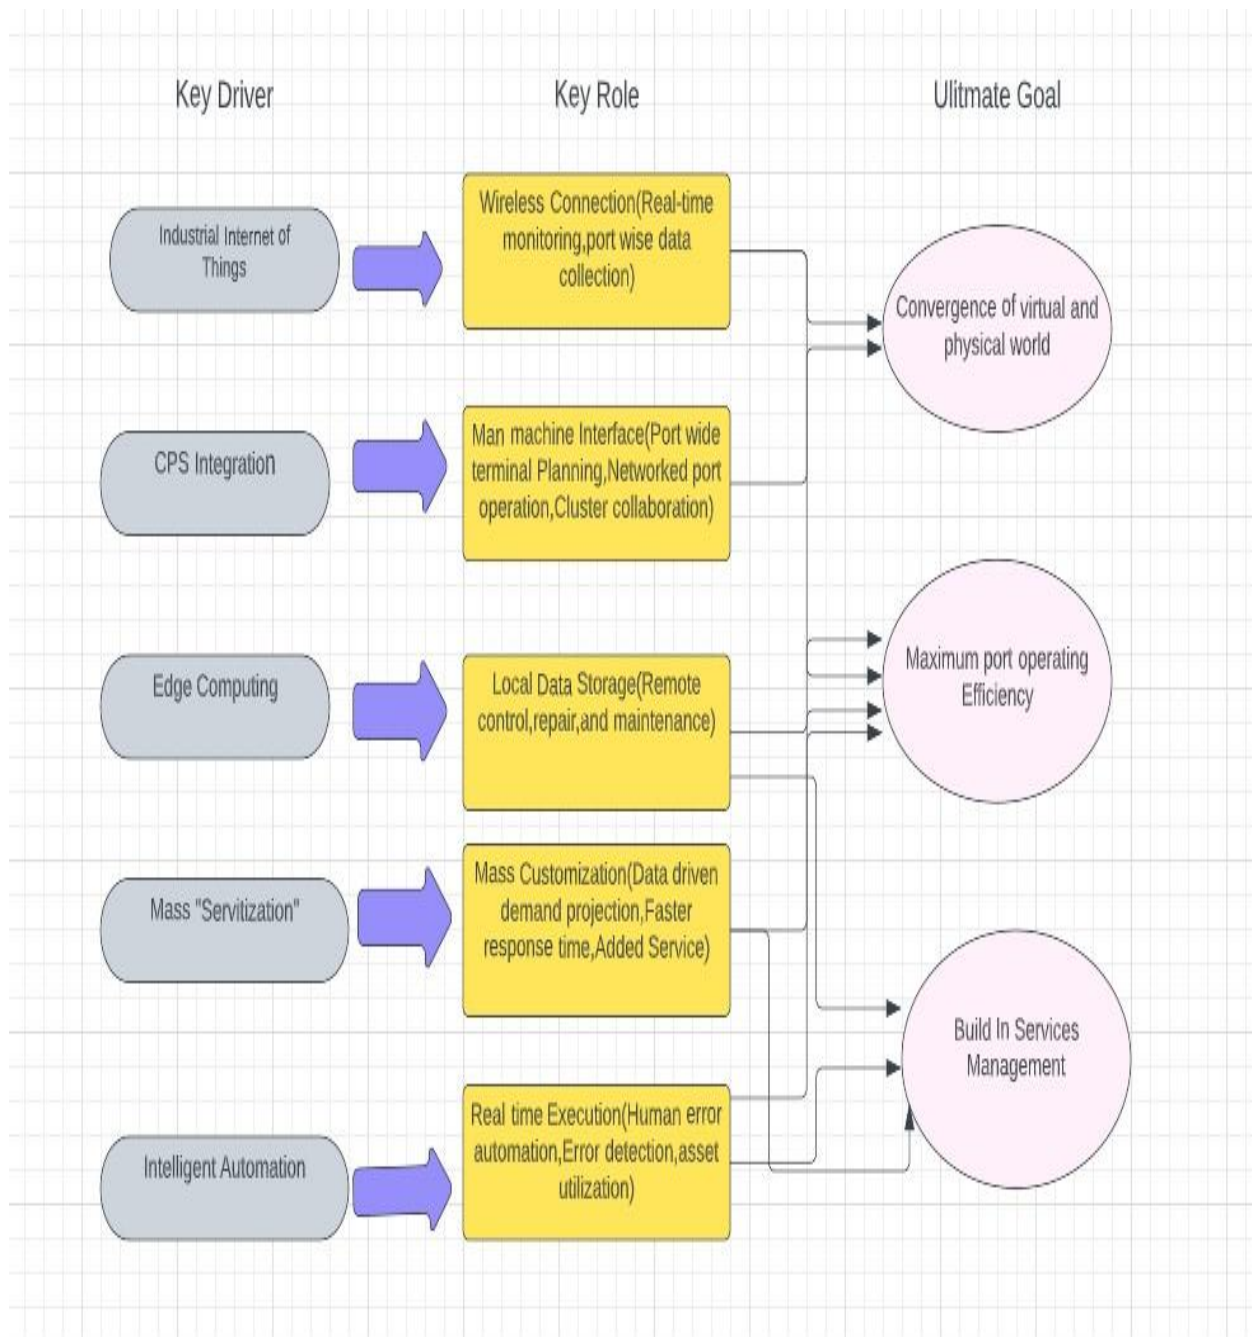 Key Driver
Key Role
Ulitmate Goal
Industrial Internet of
Things
Wireless Connection(Real-time
monitoring,port wise data
collection)
Convergence of virtual and
physical world
CPS Integration
Man machine Interface(Port wide
terminal Planning,Networked port
operation,Cluster collaboration)
Edge Computing
Local Data Storage(Remote
control,repair,and maintenance)
Maximum port operating
Efficiency
Mass "Servitization"
Mass Customization(Data driven
demand projection,Faster
response time,Added Service)
Build In Services
Management
Intelligent Automation
Real time Execution(Human error
automation,Error detection,asset
utilization)